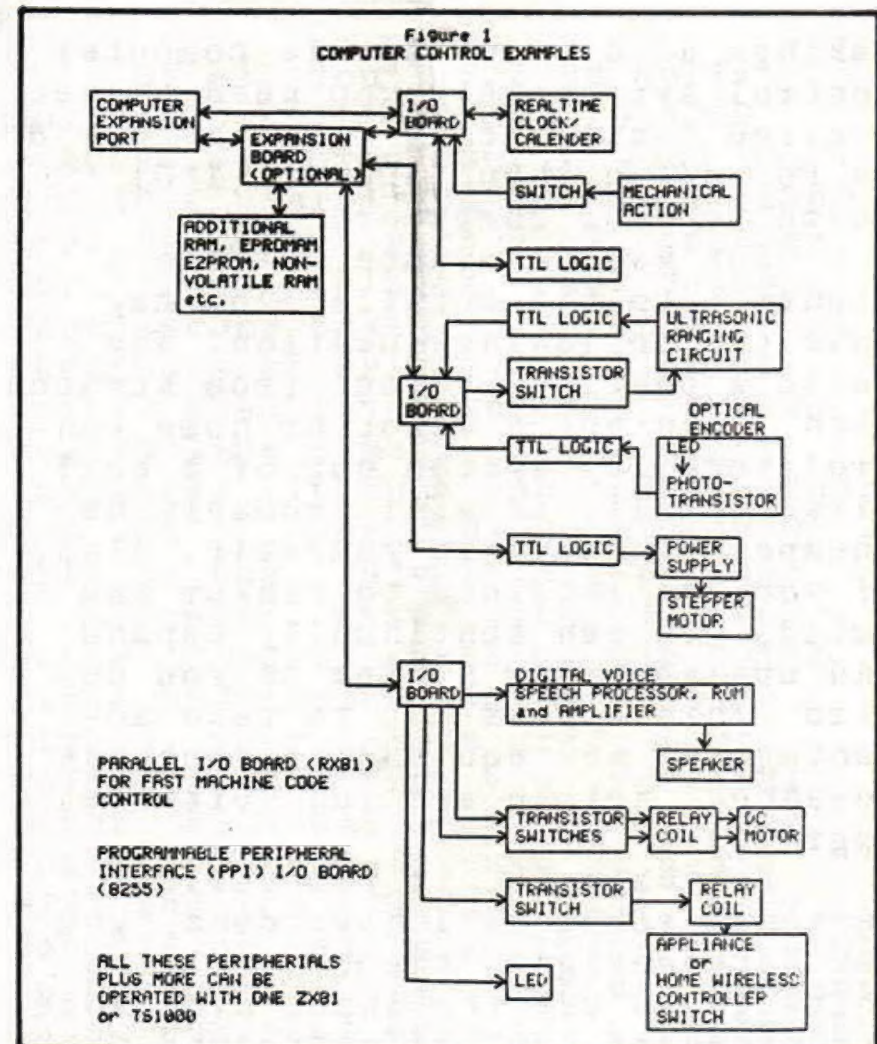 Figure 1
COMPUTER CONTROL EXAMPLES
COMPUTER
EXPANSION
PORT
I/O
BOARD
REALTIME
CLOCK/
CALENDER
EXPANSION
BOARD
(OPTIONAL)
SWITCH
MECHANICAL
ACTION
ADDITIONAL
RAM, EPROMAM
E2PROM, NON-
VOLATILE RAM
etc.
TTL LOGIC
TTL LOGIC
ULTRASONIC
RANGING
CIRCUIT
I/O
BOARD
TRANSISTOR
SWITCH
OPTICAL
ENCODER
TTL LOGIC
LED
PHOTO-
TRANSISTOR
TTL LOGIC
POWER
SUPPLY
STEPPER
MOTOR
I/O
BOARD
DIGITAL VOICE
SPEECH PROCESSOR, ROM
and AMPLIFIER
SPEAKER
PARALLEL I/O BOARD (RX81)
FOR FAST MACHINE CODE
CONTROL
TRANSISTOR
SWITCHES
RELAY
COIL
DC
MOTOR
PROGRAMMABLE PERIPHERAL
INTERFACE (PPI) I/O BOARD
(8255)
TRANSISTOR
SWITCH
RELAY
COIL
ALL THESE PERIPHERIALS
PLUS MORE CAN BE
OPERATED WITH ONE ZX81
or TS1000
LED
APPLIANCE
or
HOME WIRELESS
CONTROLLER
SWITCH